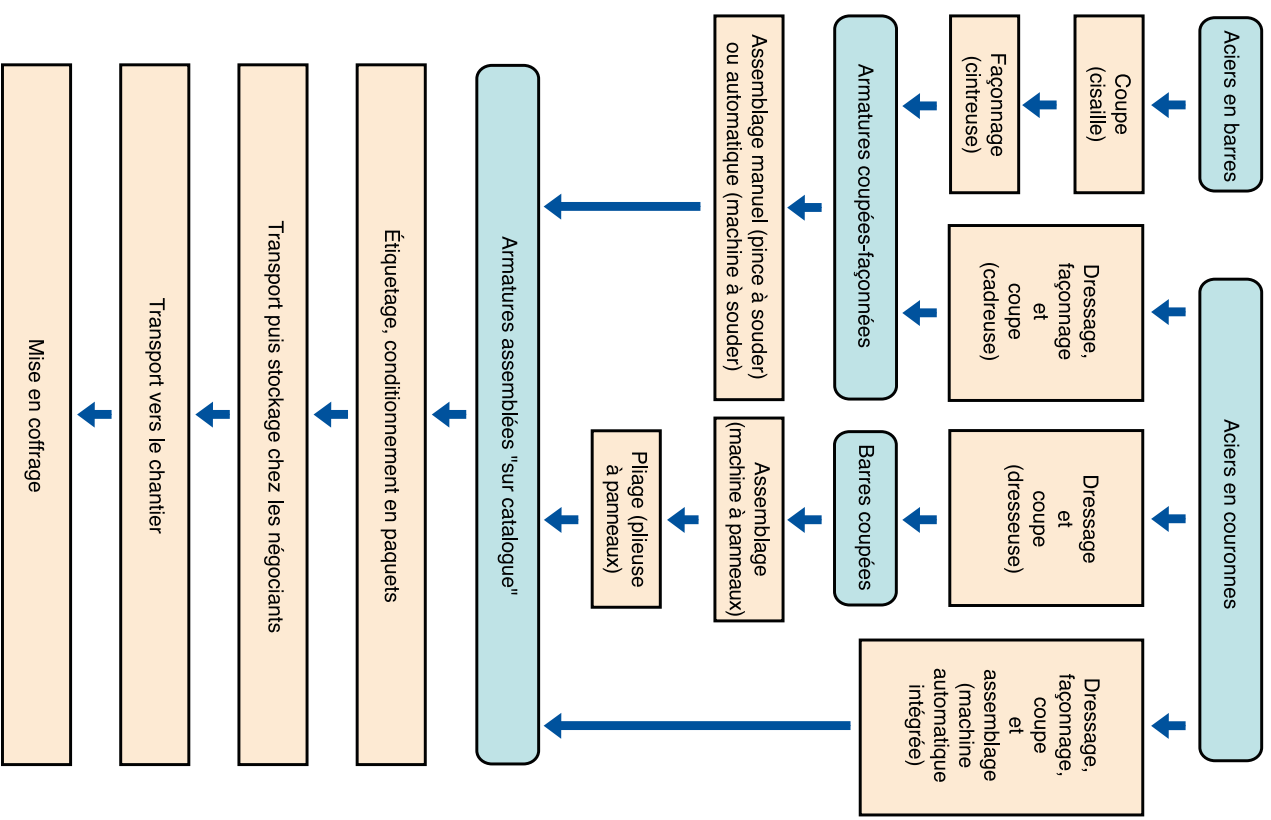 Aciers en barres
Aciers en couronnes
Coupe
(cisaille)
Façonnage
(cintreuse)
Dressage,
façonnage
et
coupe
(cadreuse)
Dressage
et
coupe
(dresseuse)
Dressage,
façonnage,
coupe
et
assemblage
(machine
automatique
intégrée)
Armatures coupées-façonnées
Barres coupées
Assemblage manuel (pince à souder)
ou automatique (machine à souder)
Assemblage
(machine à panneaux)
Pliage (plieuse
à panneaux)
Armatures assemblées "sur catalogue"
Étiquetage, conditionnement en paquets
Transport puis stockage chez les négociants
Transport vers le chantier
Mise en coffrage